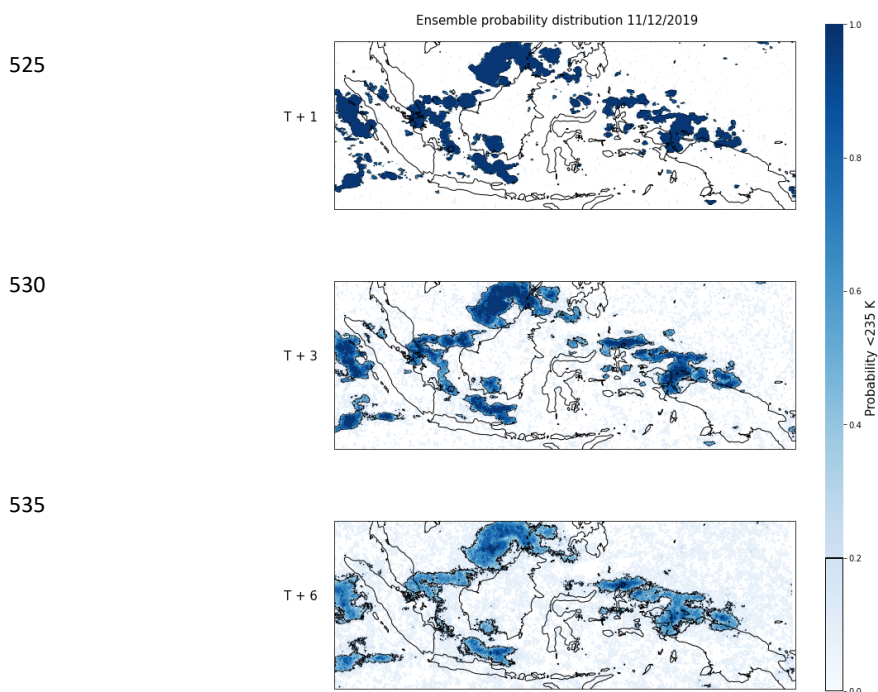 Ensemble probability distribution 11/12/2019
525
T + 1
530
T + 3
535
T + 6
1.0
0.8
0.6
0.4
0.2
0.0
Probability <235 K